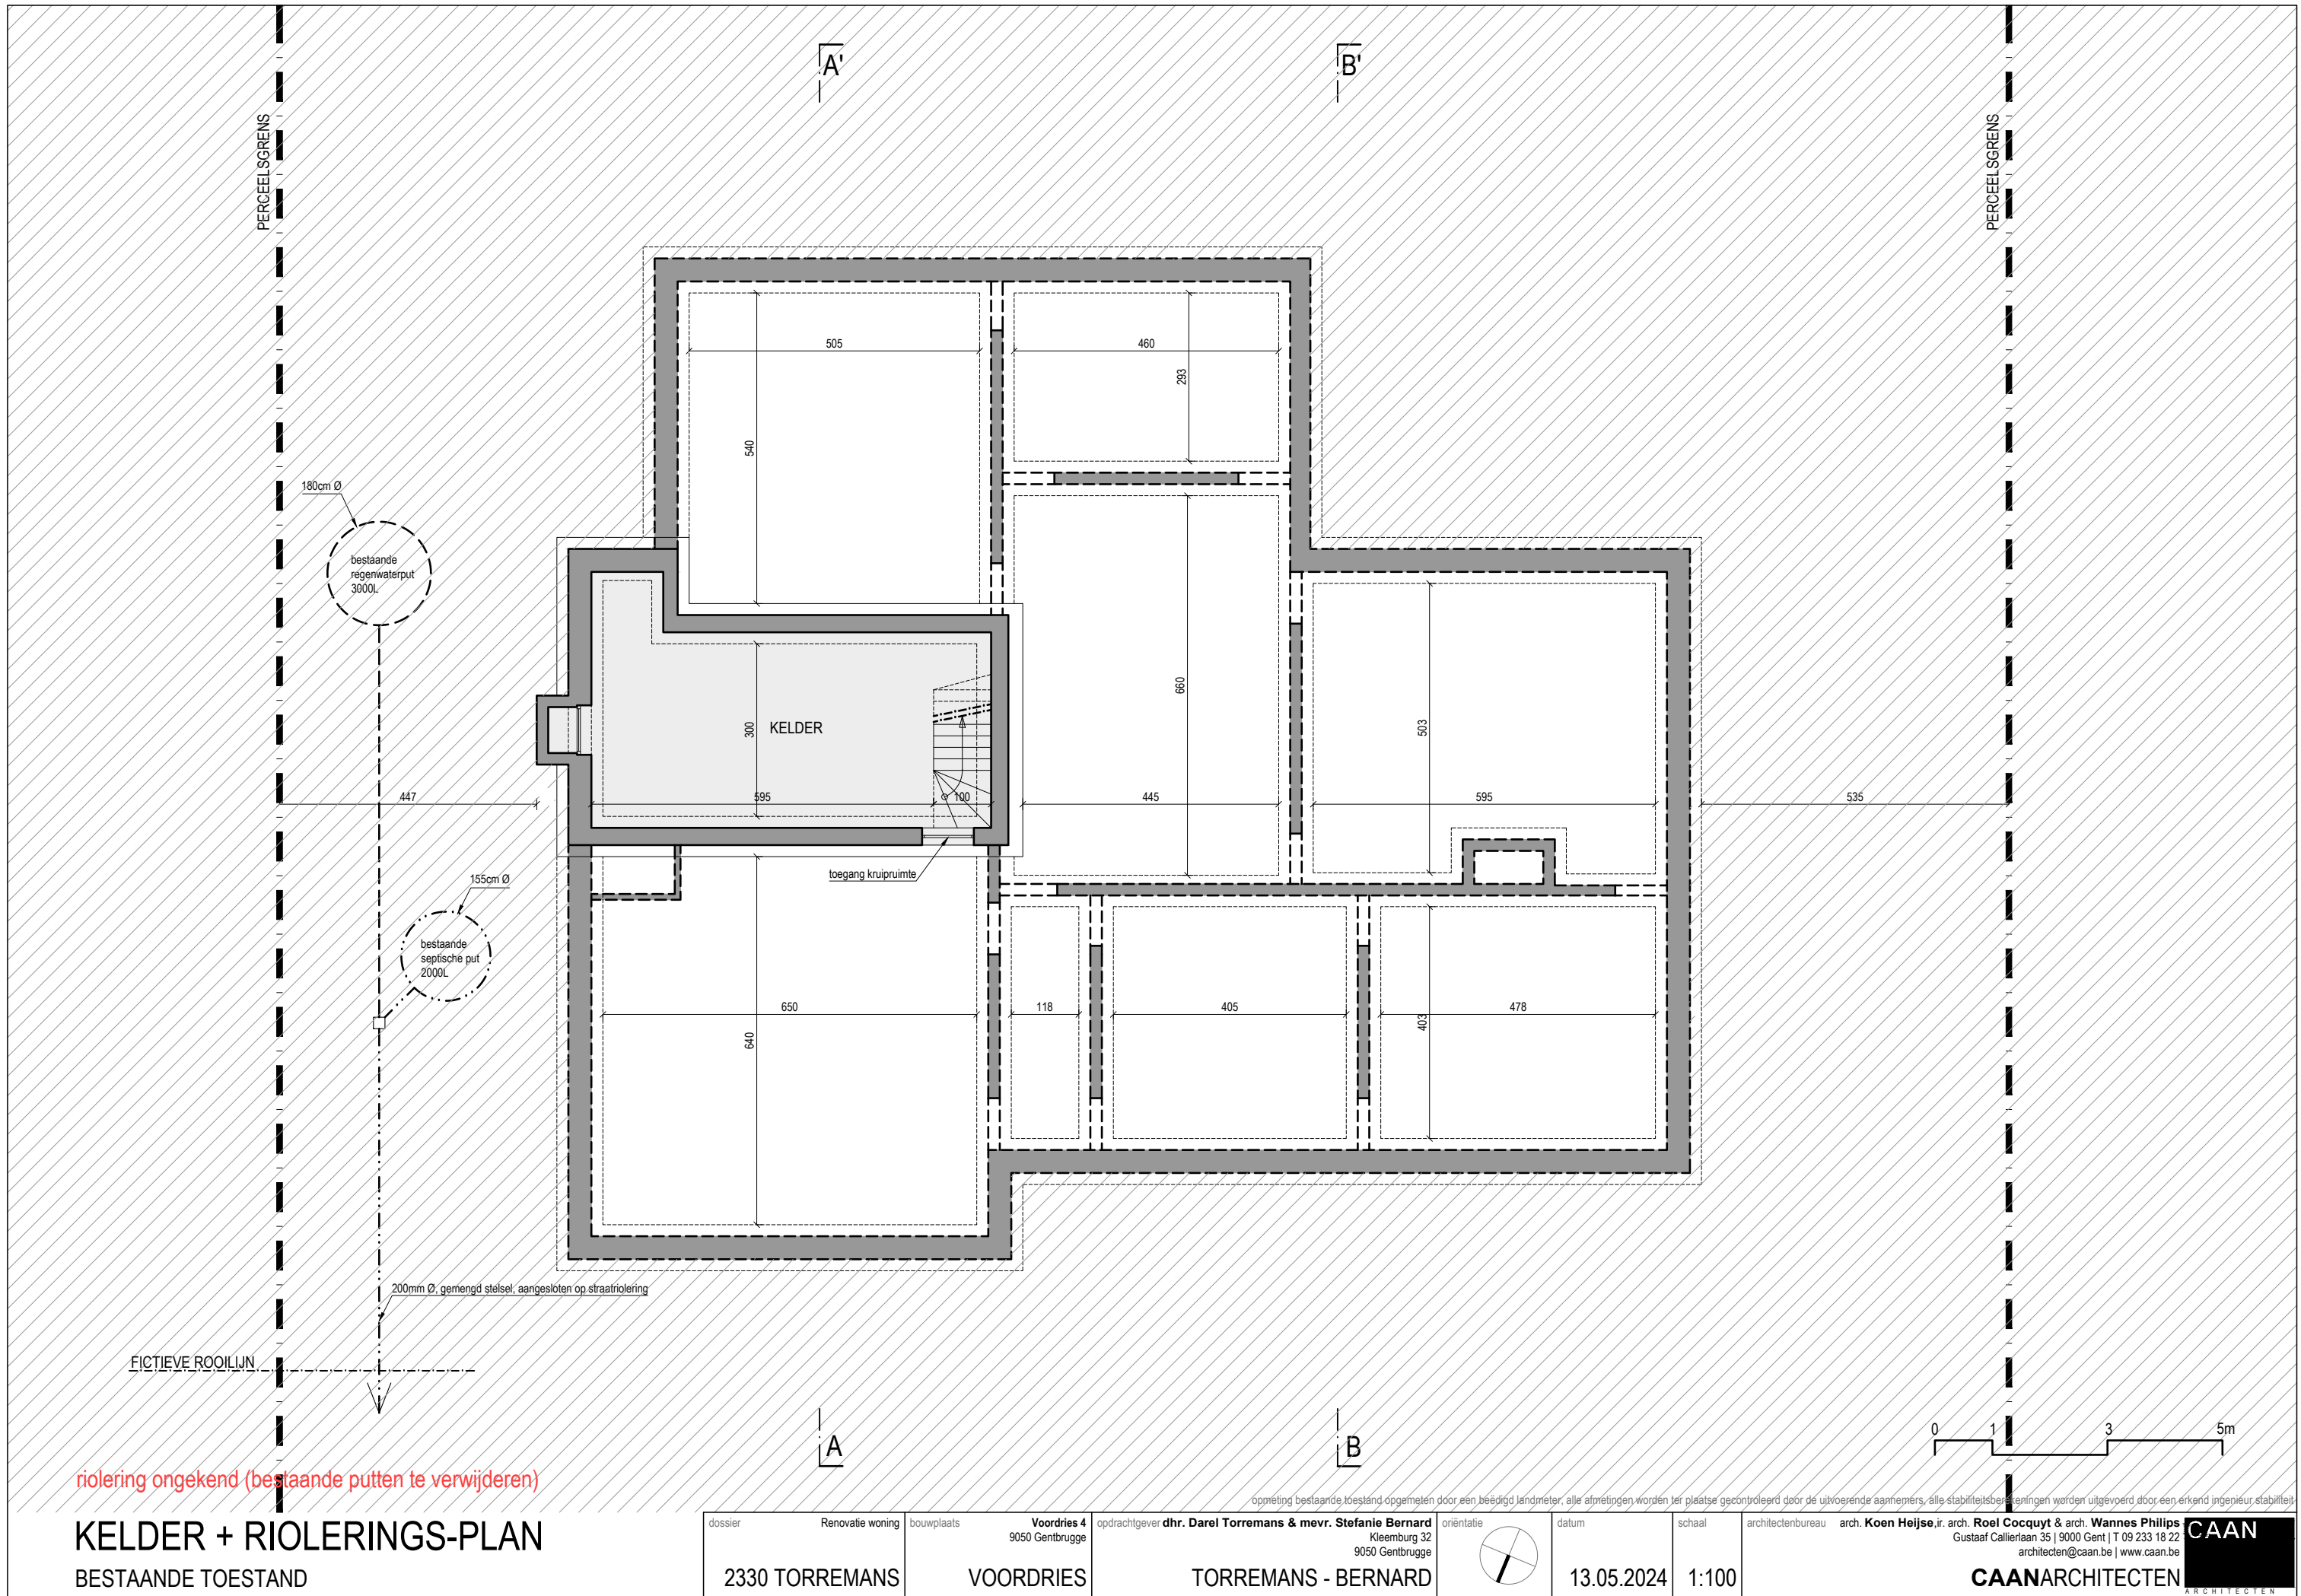 A'
B'
PERCEELSGRENS
PERCEELSGRENS
505
460
293
540
180cm Ø
bestaande
regenwaterput
3000L
660
503
300
KELDER
447
595
100
445
595
535
toegang kruipruimte
155cm Ø
bestaande
septische put
2000L
650
640
118
405
403
478
200mm Ø, gemengd stelsel, aangesloten op straatriolering
FICTIEVE ROOILIJN
A
B
0 1 3 5m
riolering ongekend (bestaande putten te verwijderen)
opmeting bestaande toestand opgemeten door een beëdigd landmeter, alle afmetingen worden ter plaatse gecontroleerd door de uitvoerende aannemers, alle stabiliteitsberekeningen worden uitgevoerd door een erkend ingenieur stabiliteit
KELDER + RIOLERINGS-PLAN
BESTAANDE TOESTAND
dossier
Renovatie woning
2330 TORREMANS
bouwplaats
Voordries 4
9050 Gentbrugge
VOORDRIES
opdrachtgever dhr. Darel Torremans & mevr. Stefanie Bernard
Kleemburg 32
9050 Gentbrugge
TORREMANS - BERNARD
oriëntatie
datum
13.05.2024
schaal
1:100
architectenbureau
arch. Koen Heijse,ir. arch. Roel Cocquyt & arch. Wannes Philips
Gustaaf Callierlaan 35 | 9000 Gent | T 09 233 18 22
architecten@caan.be | www.caan.be
CAANARCHITECTEN
CAAN
ARCHITECTEN